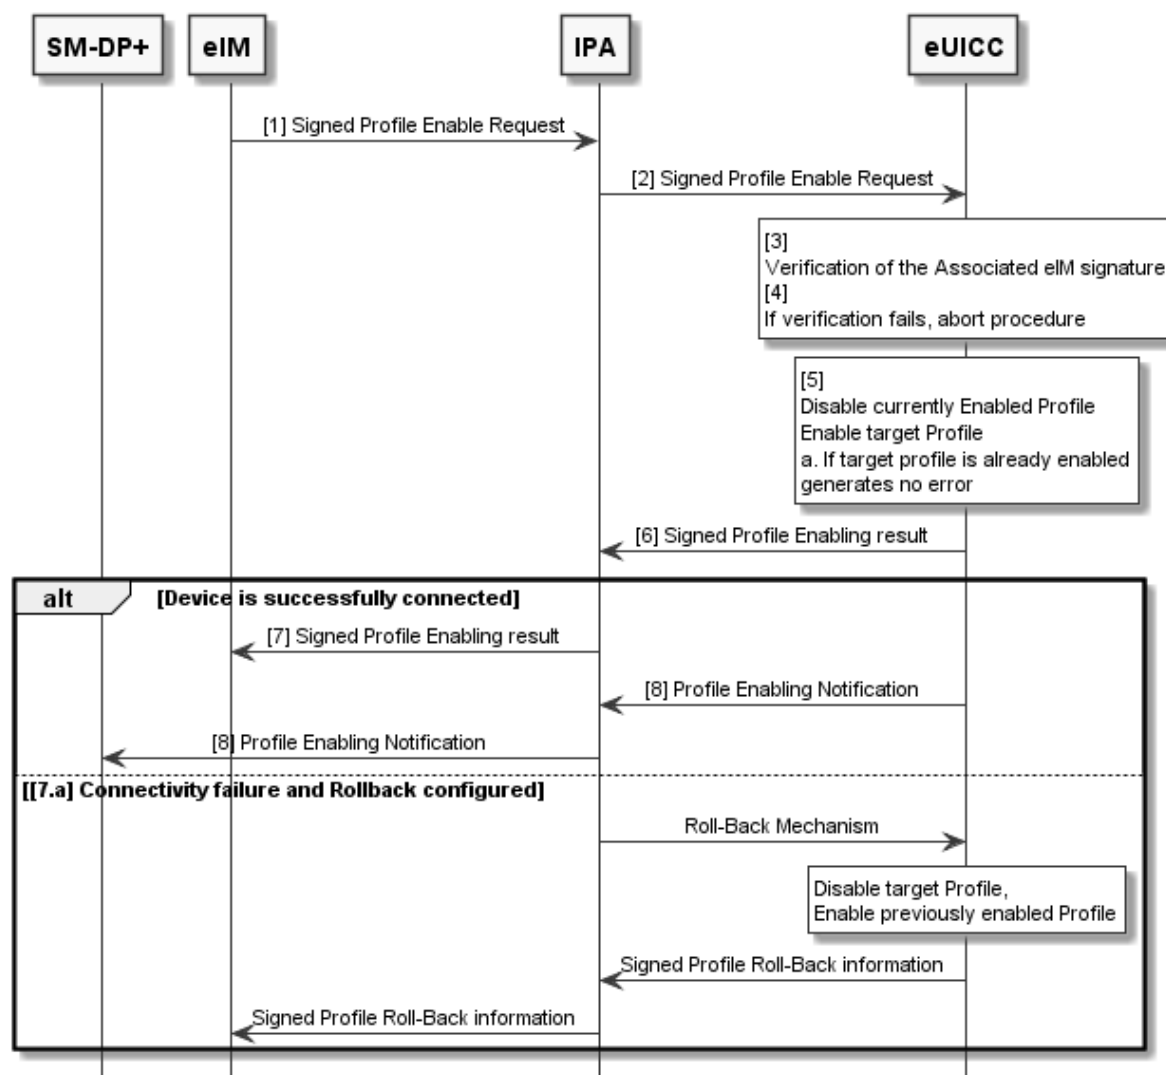 SM-DP+
eIM
IPA
eUICC
[1] Signed Profile Enable Request
[2] Signed Profile Enable Request
[3]
Verification of the Associated eIM signature
[4]
If verification fails, abort procedure
[5]
Disable currently Enabled Profile
Enable target Profile
a. If target profile is already enabled
generates no error
[6] Signed Profile Enabling result
alt
[Device is successfully connected]
[7] Signed Profile Enabling result
[8] Profile Enabling Notification
[8] Profile Enabling Notification
[[7.a] Connectivity failure and Rollback configured]
Roll-Back Mechanism
Disable target Profile,
Enable previously enabled Profile
Signed Profile Roll-Back information
Signed Profile Roll-Back information